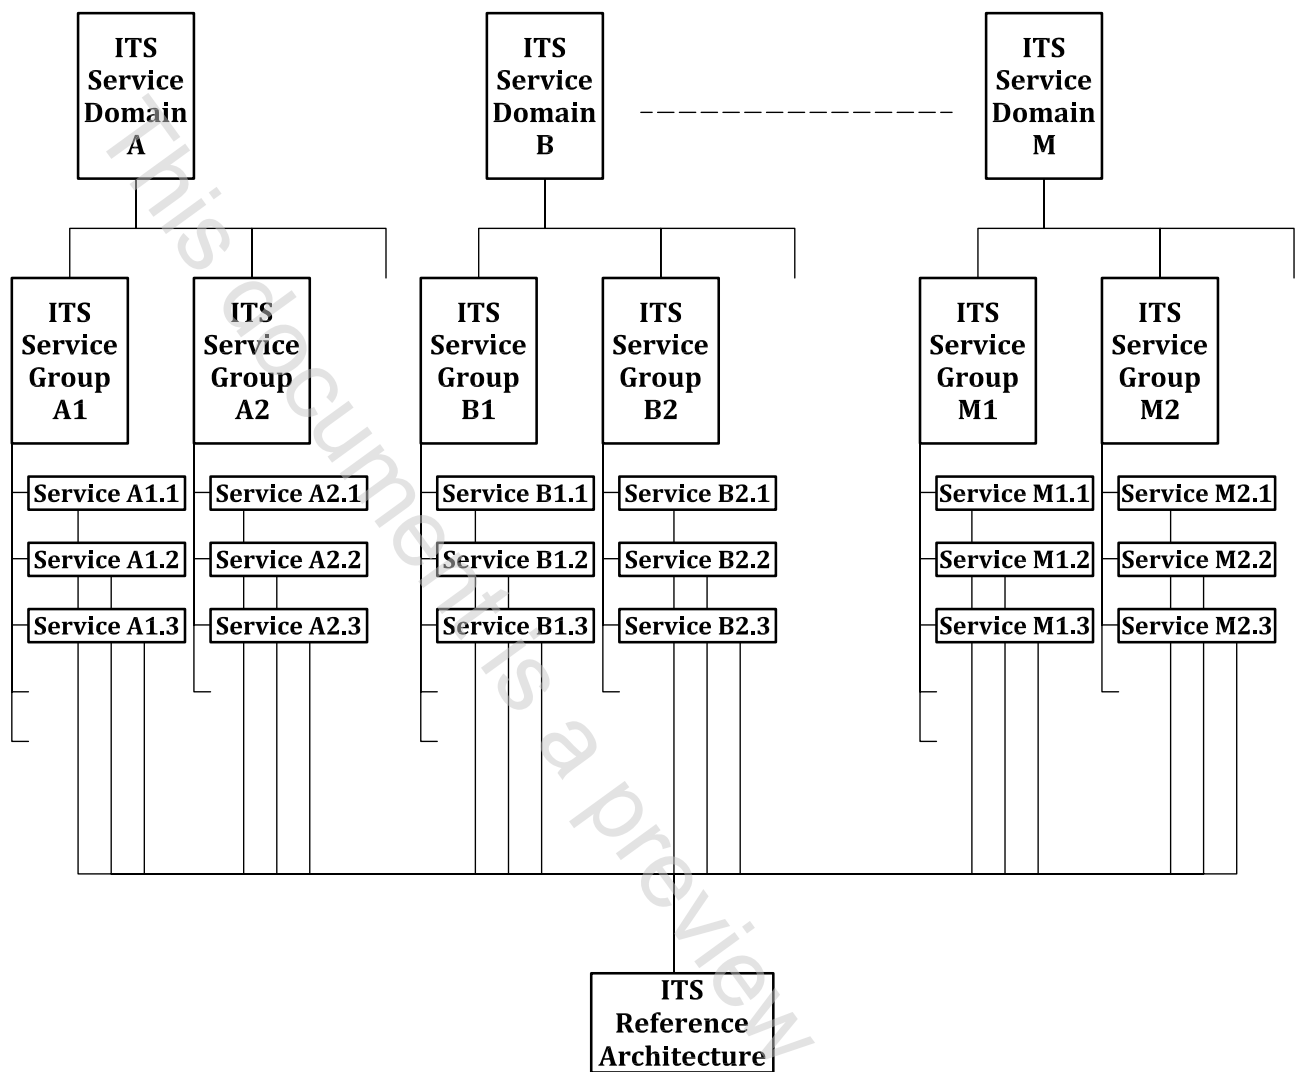 ITS
Service
Domain
A
ITS
Service
Domain
B
ITS
Service
Domain
M
ITS
Service
Group
A1
ITS
Service
Group
A2
ITS
Service
Group
B1
ITS
Service
Group
B2
ITS
Service
Group
M1
ITS
Service
Group
M2
Service A1.1
Service A2.1
Service B1.1
Service B2.1
Service M1.1
Service M2.1
Service A1.2
Service A2.2
Service B1.2
Service B2.2
Service M1.2
Service M2.2
Service A1.3
Service A2.3
Service B1.3
Service B2.3
Service M1.3
Service M2.3
ITS
Reference
Architecture
This document is a preview